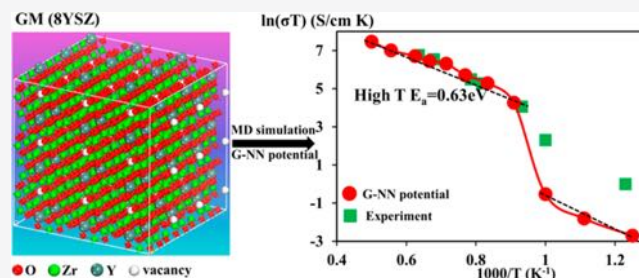 GM (8YSZ)
ln(σT) (S/cm K)
MD simulation
G-NN potential
High T Eₐ=0.63eV
G-NN potential
Experiment
7
5
3
1
-1
-3
0.4
0.6
0.8
1
1.2
1000/T (K⁻¹)
O Zr Y vacancy